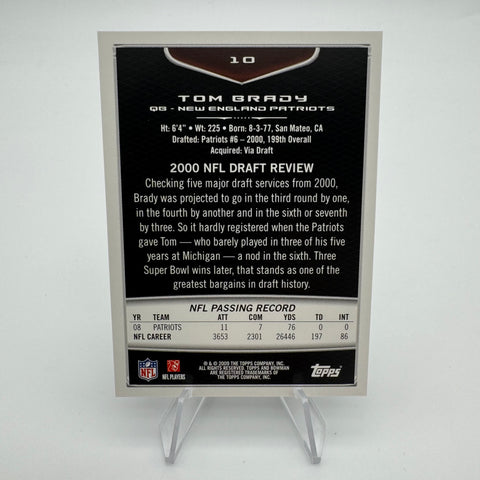 10
TOM BRADY
QB - NEW ENGLAND PATRIOTS
Ht: 6'4" • Wt: 225 • Born: 8-3-77, San Mateo, CA
Drafted: Patriots #6 – 2000, 199th Overall
Acquired: Via Draft
2000 NFL DRAFT REVIEW
Checking five major draft services from 2000,
Brady was projected to go in the third round by one,
in the fourth by another and in the sixth or seventh
by three. So it hardly registered when the Patriots
gave Tom — who barely played in three of his five
years at Michigan — a nod in the sixth. Three
Super Bowl wins later, that stands as one of the
greatest bargains in draft history.
NFL PASSING RECORD
YR TEAM ATT COM YDS TD INT
08 PATRIOTS 11 7 76 0 0
NFL CAREER 3653 2301 26446 197 86
NFL
NFL PLAYERS
® & © 2009 THE TOPPS COMPANY, INC.
ALL RIGHTS RESERVED. TOPPS AND BOWMAN
ARE REGISTERED TRADEMARKS OF
THE TOPPS COMPANY, INC.
Topps